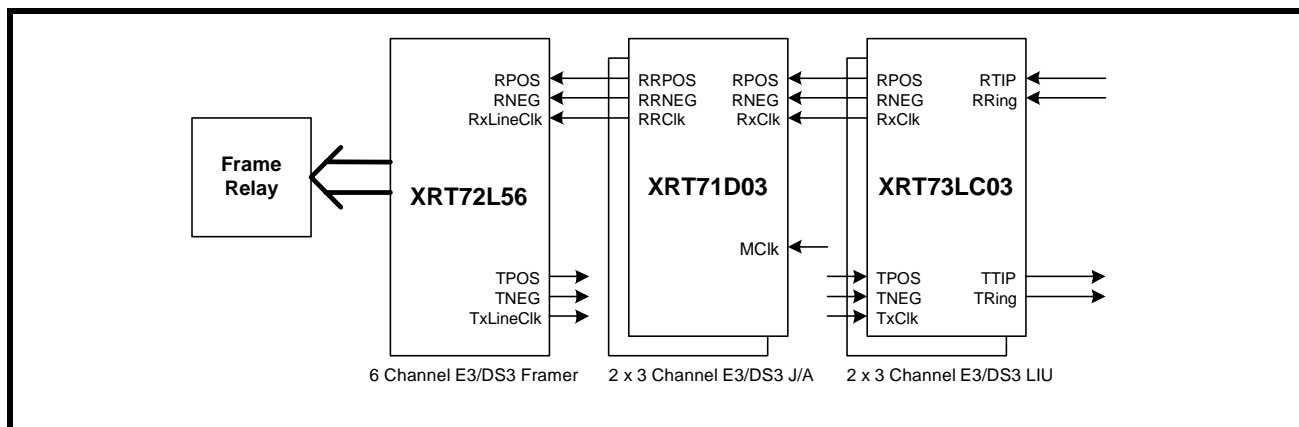 RPOS RRPOS RPOS RPOS RTIP
RNEG RRNEG RNEG RNEG RRing
RxLineClk RRClk RxClk RxClk
Frame
Relay
XRT72L56 XRT71D03 XRT73LC03
MClk
TPOS TPOS TTIP
TNEG TNEG TRing
TxLineClk TxClk
6 Channel E3/DS3 Framer 2 x 3 Channel E3/DS3 J/A 2 x 3 Channel E3/DS3 LIU